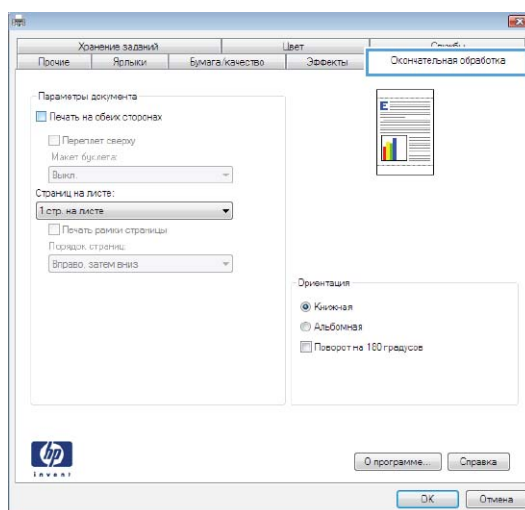 Хранение заданий
Цвет
Службы
Прочие
Ярлыки
Бумага/качество
Эффекты
Окончательная обработка
Параметры документа
Печать на обеих сторонах
Переплет сверху
Макет буклета:
Выкл.
Страниц на листе:
1 стр. на листе
Печать рамки страницы
Порядок страниц:
Вправо, затем вниз
E
Ориентация
Книжная
Альбомная
Поворот на 180 градусов
hp
invent
О программе...
Справка
OK
Отмена